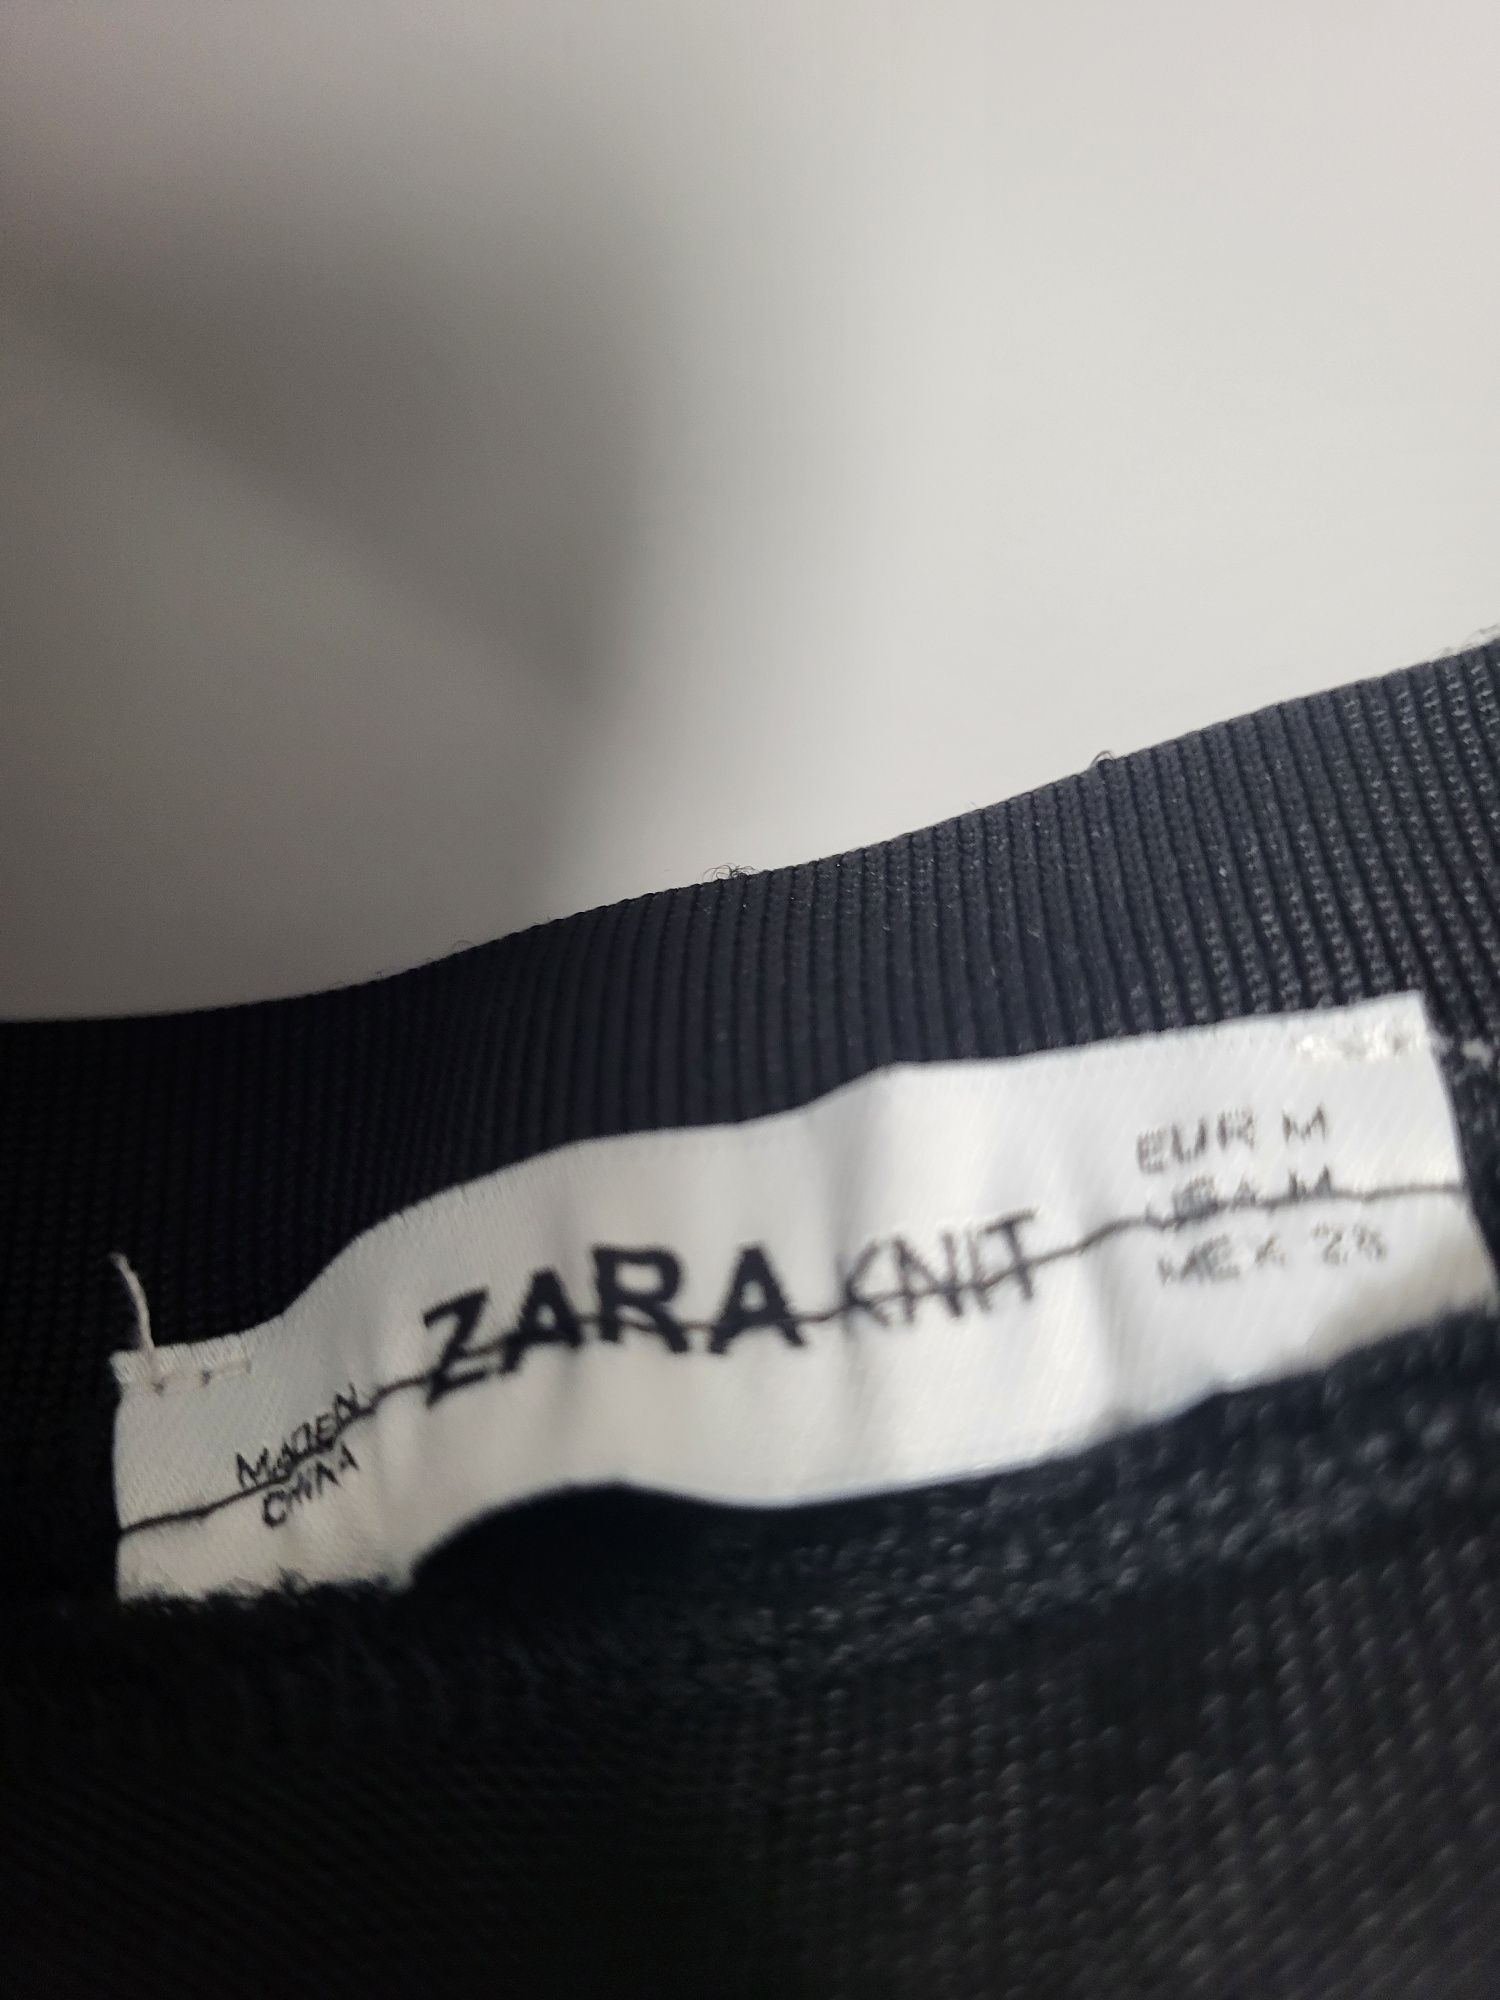 MADE IN
CHINA
ZARA KNIT
EUR M
USA M
MEX 28